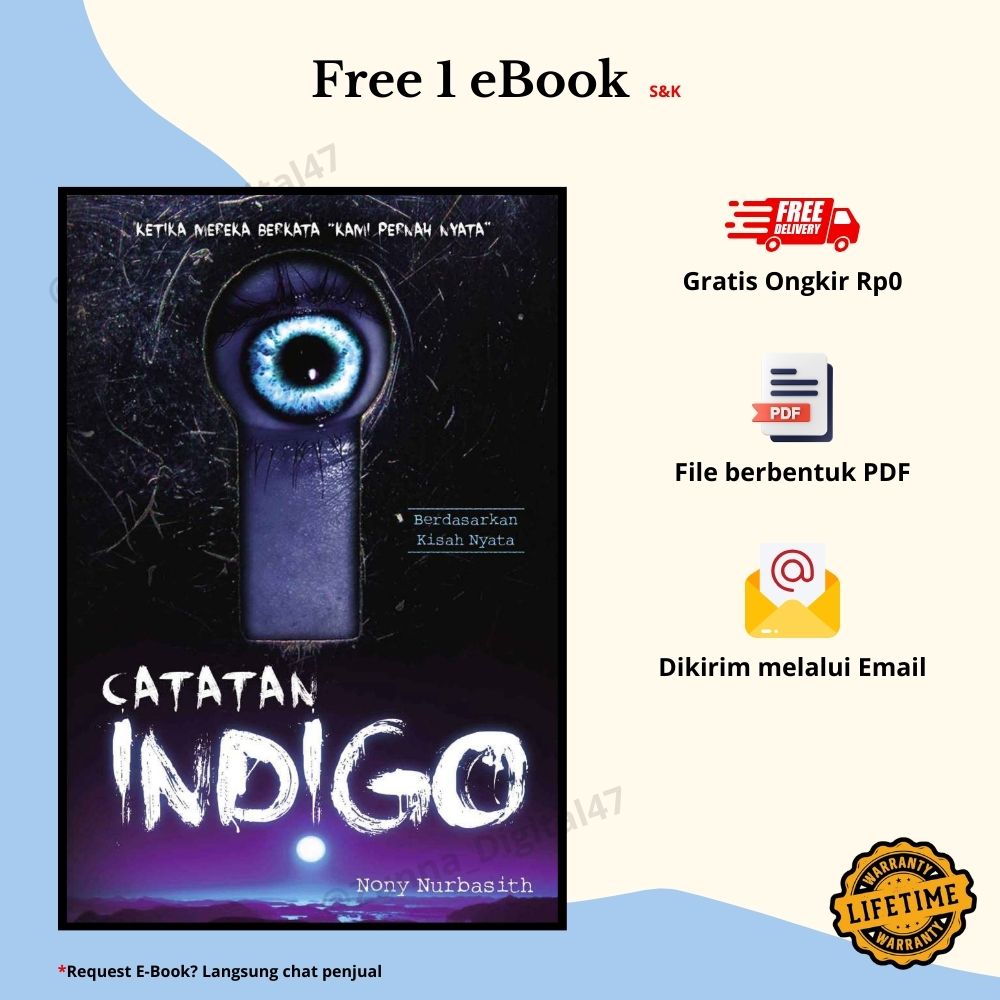 Free 1 eBook S&K
"KETIKA MEREKA BERKATA "KAMI PERNAH NYATA"
Berdasarkan
Kisah Nyata
CATATAN
INDIGO
Nony Nurbasith
FREE
DELIVERY
Gratis Ongkir Rp0
PDF
File berbentuk PDF
@
Dikirim melalui Email
WARRANTY
LIFETIME
WARRANTY
*Request E-Book? Langsung chat penjual